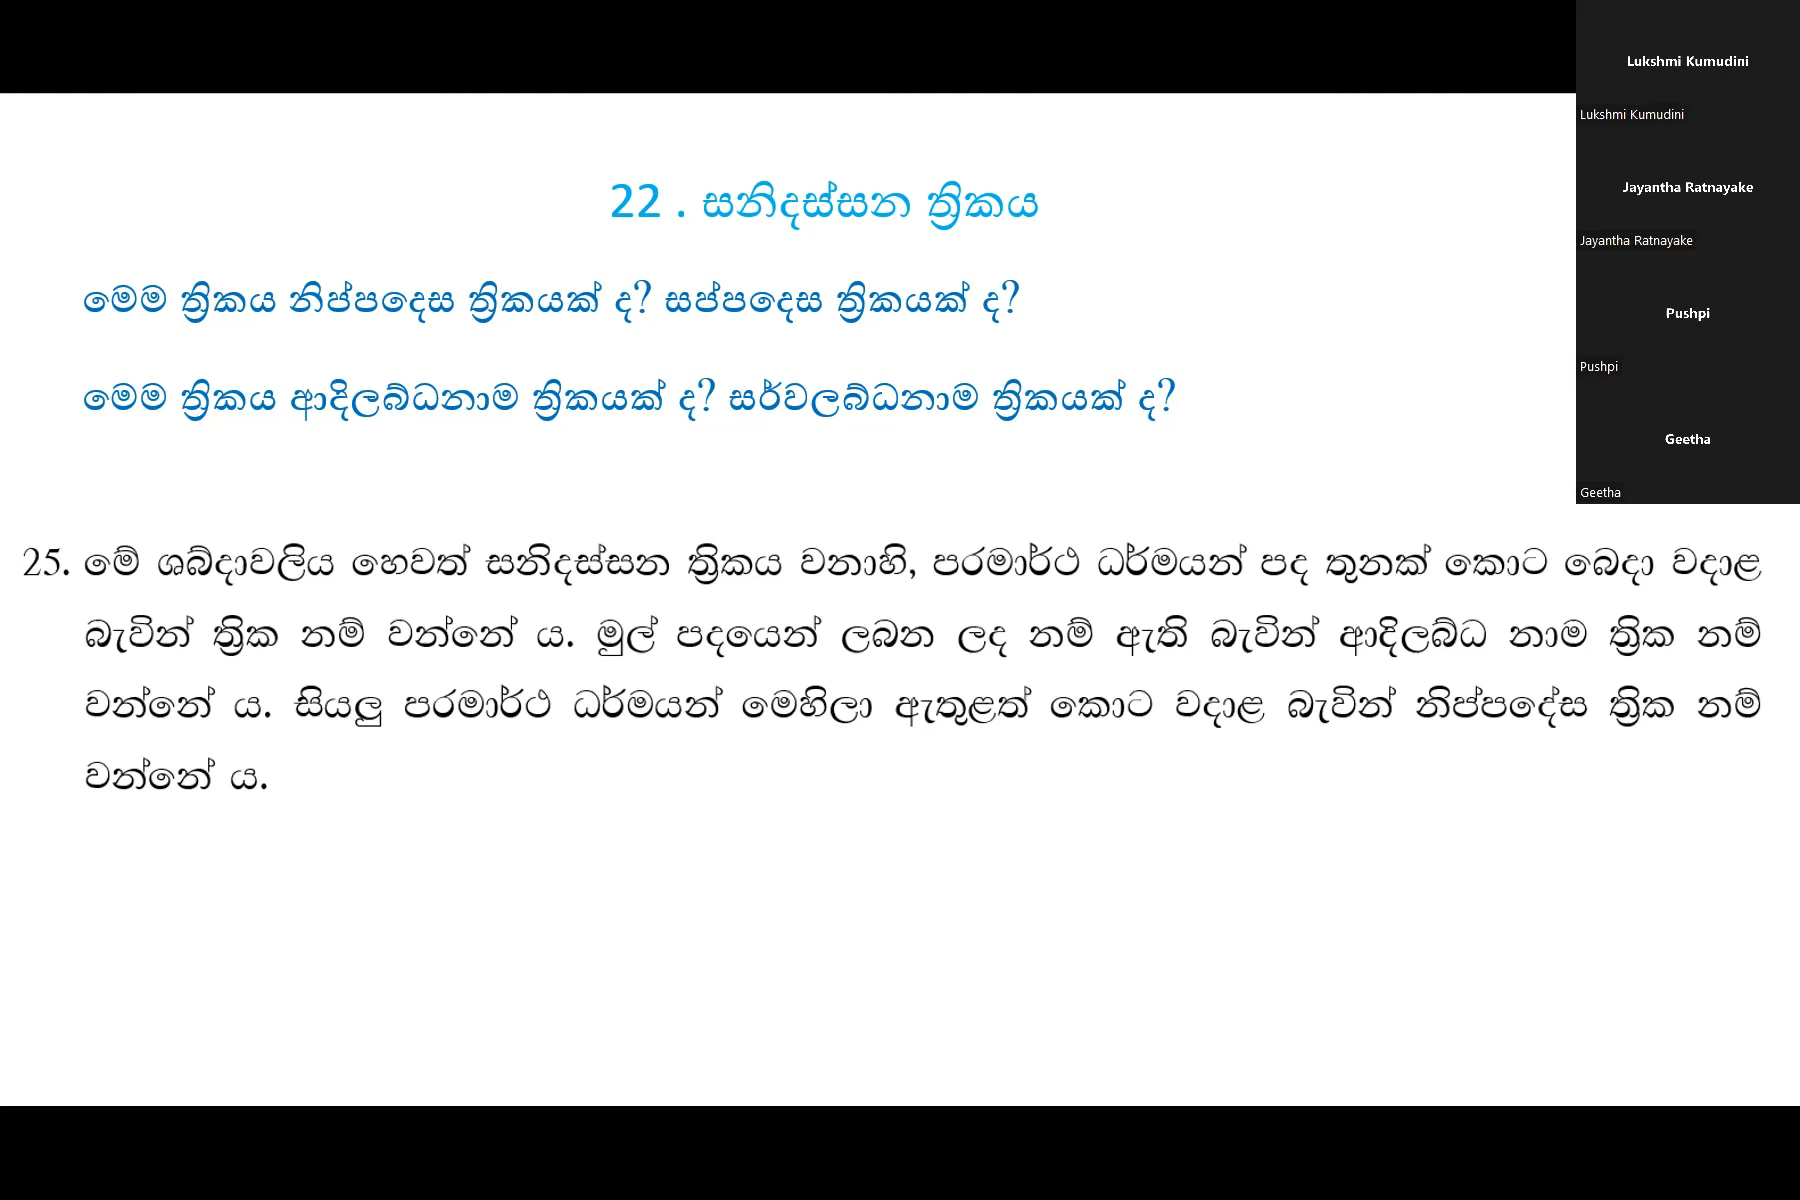 Lukshmi Kumudini
Lukshmi Kumudini
Jayantha Ratnayake
Jayantha Ratnayake
Pushpi
Pushpi
Geetha
Geetha
22 . සනිදස්සන ත්‍රිකය
මෙම ත්‍රිකය නිප්පදෙස ත්‍රිකයක් ද? සප්පදෙස ත්‍රිකයක් ද?
මෙම ත්‍රිකය ආදිලබ්ධනාම ත්‍රිකයක් ද? සර්වලබ්ධනාම ත්‍රිකයක් ද?
25. මේ ශබ්දාවලිය හෙවත් සනිදස්සන ත්‍රිකය වනාහි, පරමාර්ථ ධර්මයන් පද තුනක් කොට බෙදා වදාළ
බැවින් ත්‍රික නම් වන්නේ ය. මුල් පදයෙන් ලබන ලද නම් ඇති බැවින් ආදිලබ්ධ නාම ත්‍රික නම්
වන්නේ ය. සියලු පරමාර්ථ ධර්මයන් මෙහිලා ඇතුළත් කොට වදාළ බැවින් නිප්පදේස ත්‍රික නම්
වන්නේ ය.